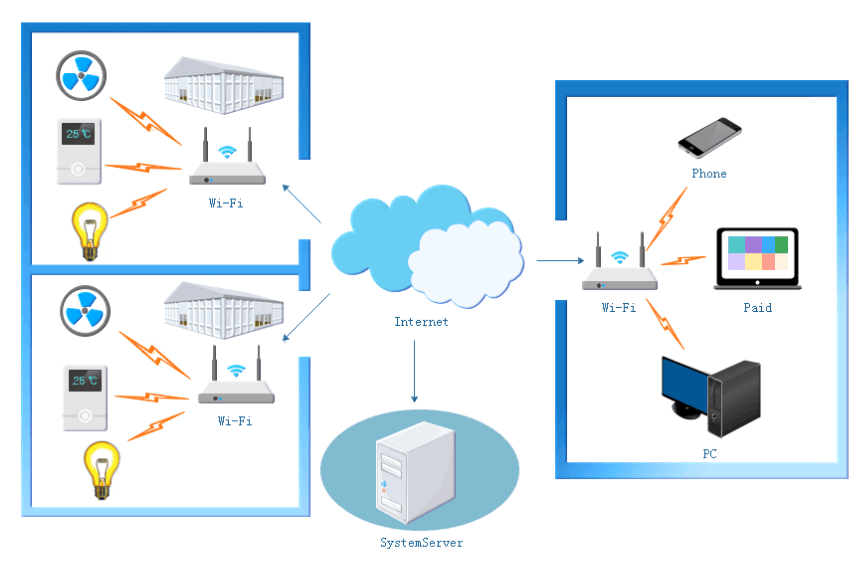 25℃
Wi-Fi
25℃
Wi-Fi
Internet
SystemServer
Phone
Wi-Fi
Paid
PC